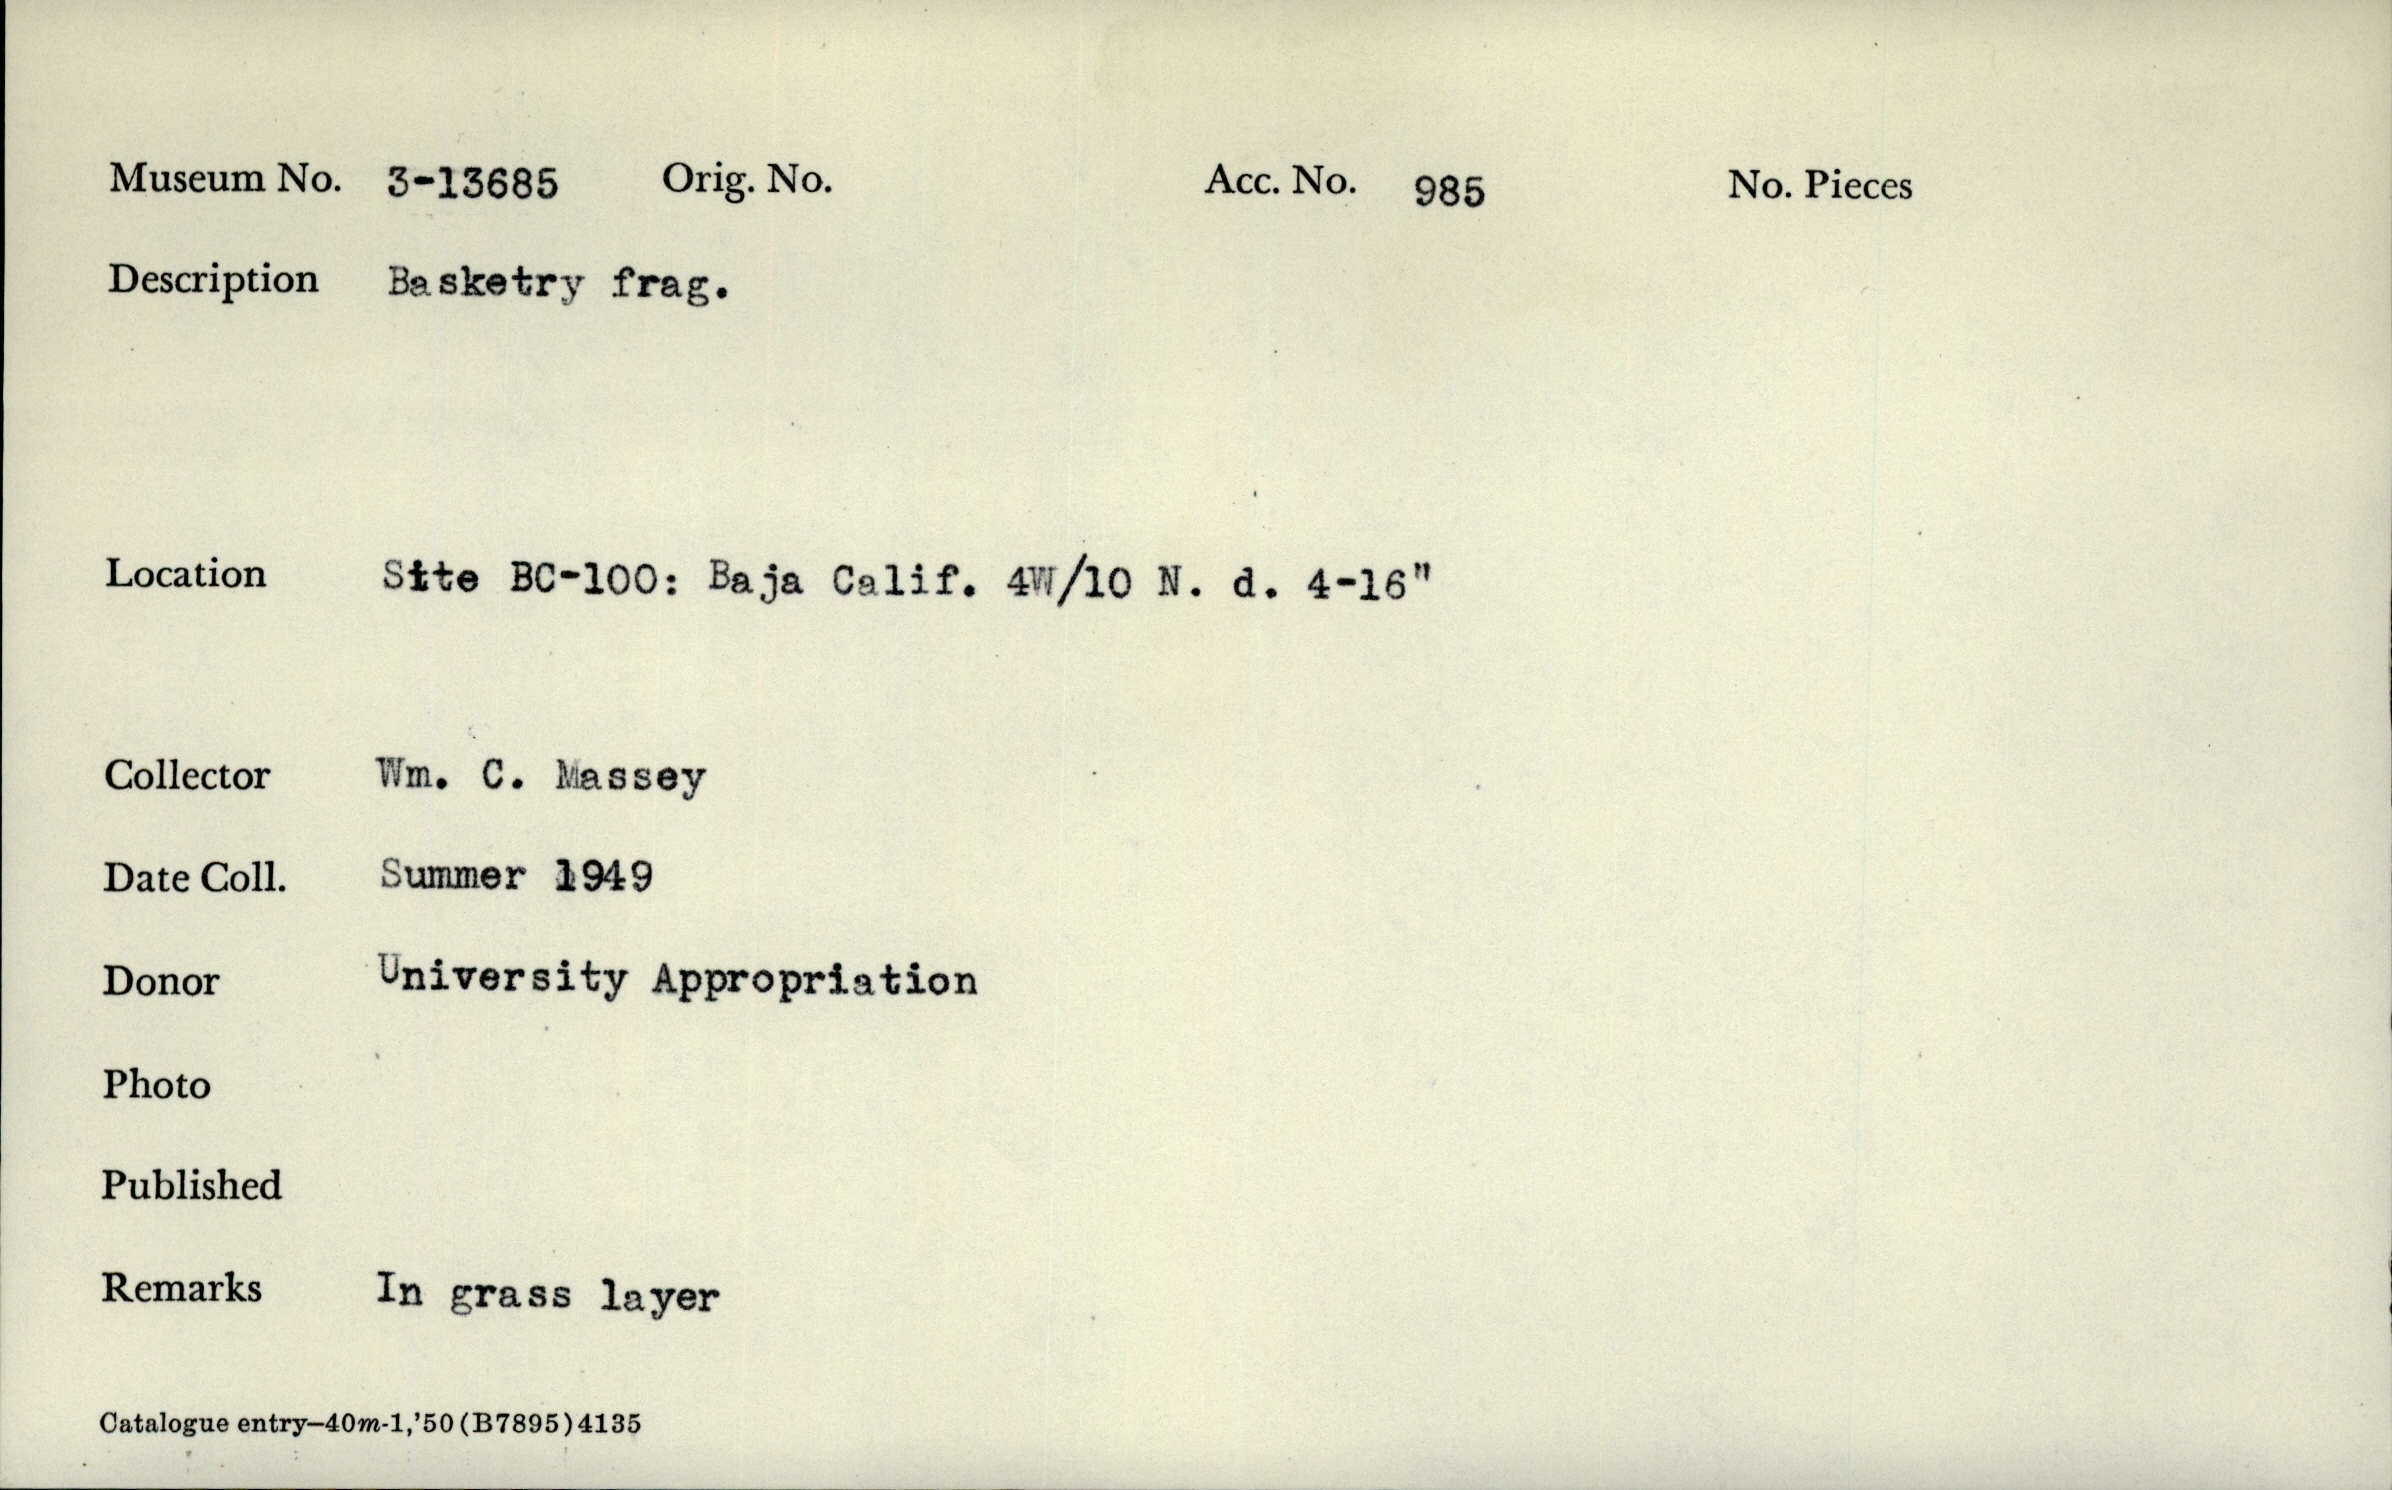 Museum No. 3-13685 Orig. No. Acc. No. 985 No. Pieces
Description Basketry frag.
Location Site BC-100: Baja Calif. 4W/10 N. d. 4-16"
Collector Wm. C. Massey
Date Coll. Summer 1949
Donor University Appropriation
Photo
Published
Remarks In grass layer
Catalogue entry—40m-1,'50(B7895)4135